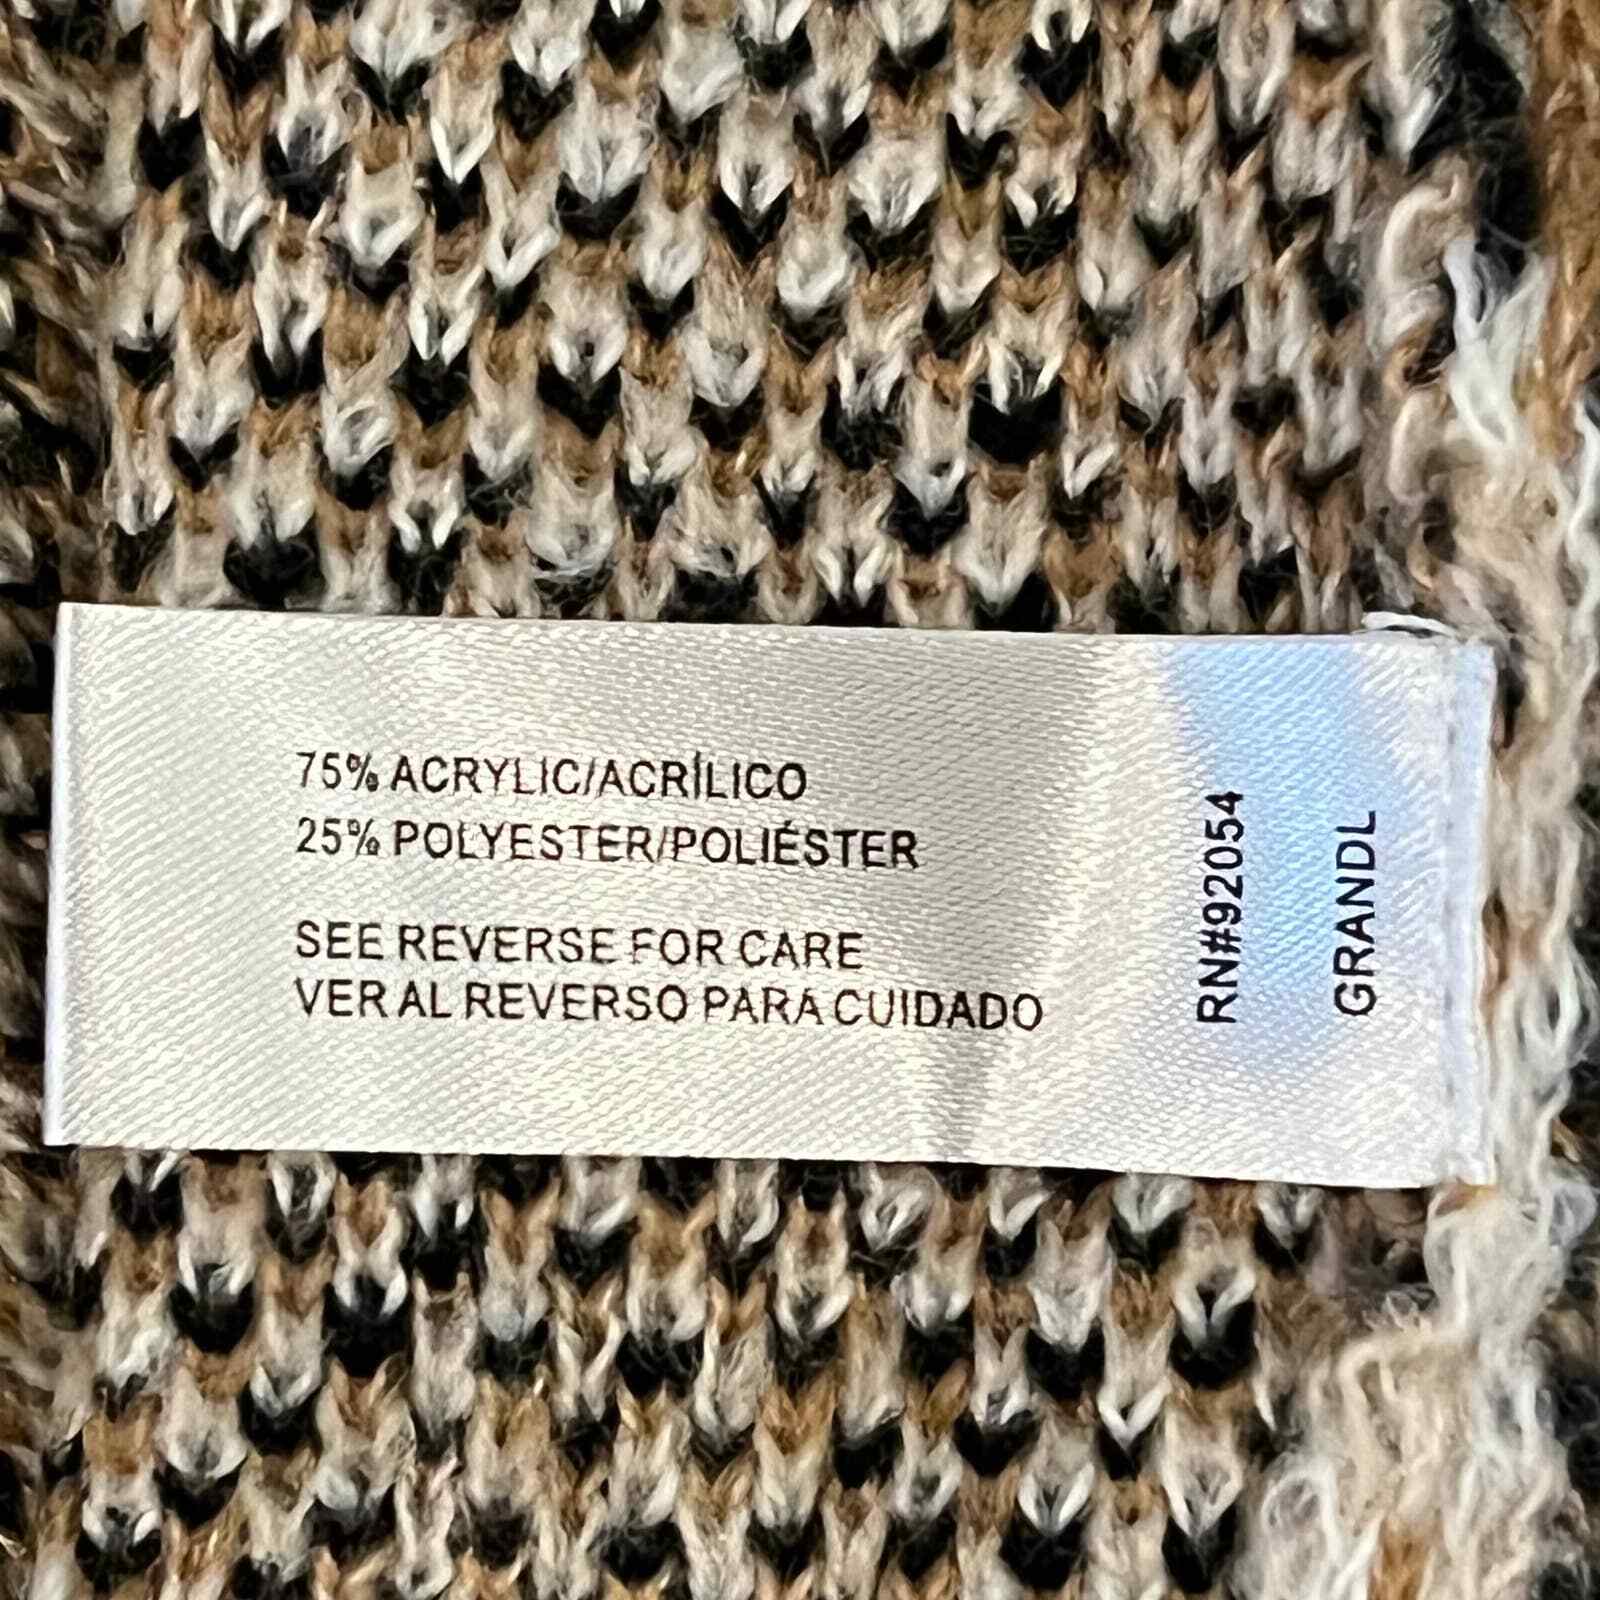 75% ACRYLIC/ACRÍLICO
25% POLYESTER/POLIÉSTER
SEE REVERSE FOR CARE
VER AL REVERSO PARA CUIDADO
RN#92054
GRANDL